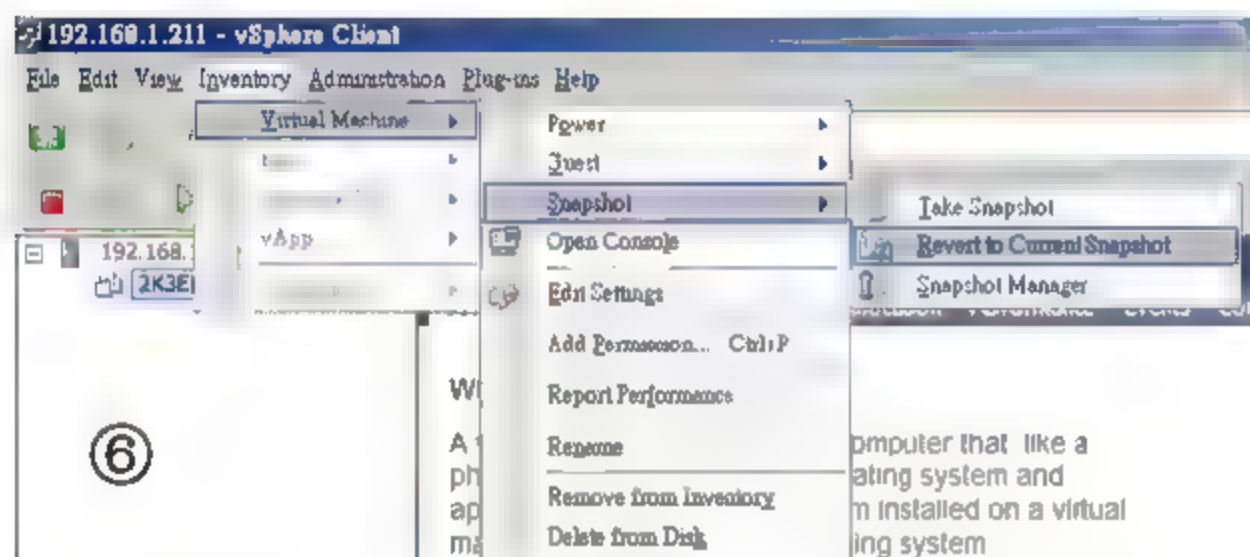 192.168.1.211 - vSphere Client
File Edit View Inventory Administration Plug-ins Help
Virtual Machine
vApp
Power
Guest
Snapshot
Open Console
Edit Settings
Add Permission... Ctrl+P
Report Performance
Rename
Remove from Inventory
Delete from Disk
Take Snapshot
Revert to Current Snapshot
Snapshot Manager
192.168.
2K3E
⑥
omputer that like a
ating system and
installed on a virtual
ing system